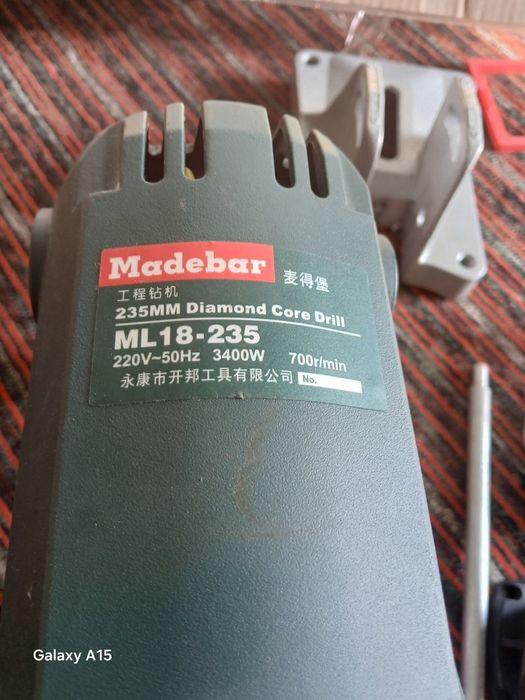 Madebar 麦得堡
工程钻机
235MM Diamond Core Drill
ML18-235
220V~50Hz 3400W 700r/min
永康市开邦工具有限公司 No.
Galaxy A15